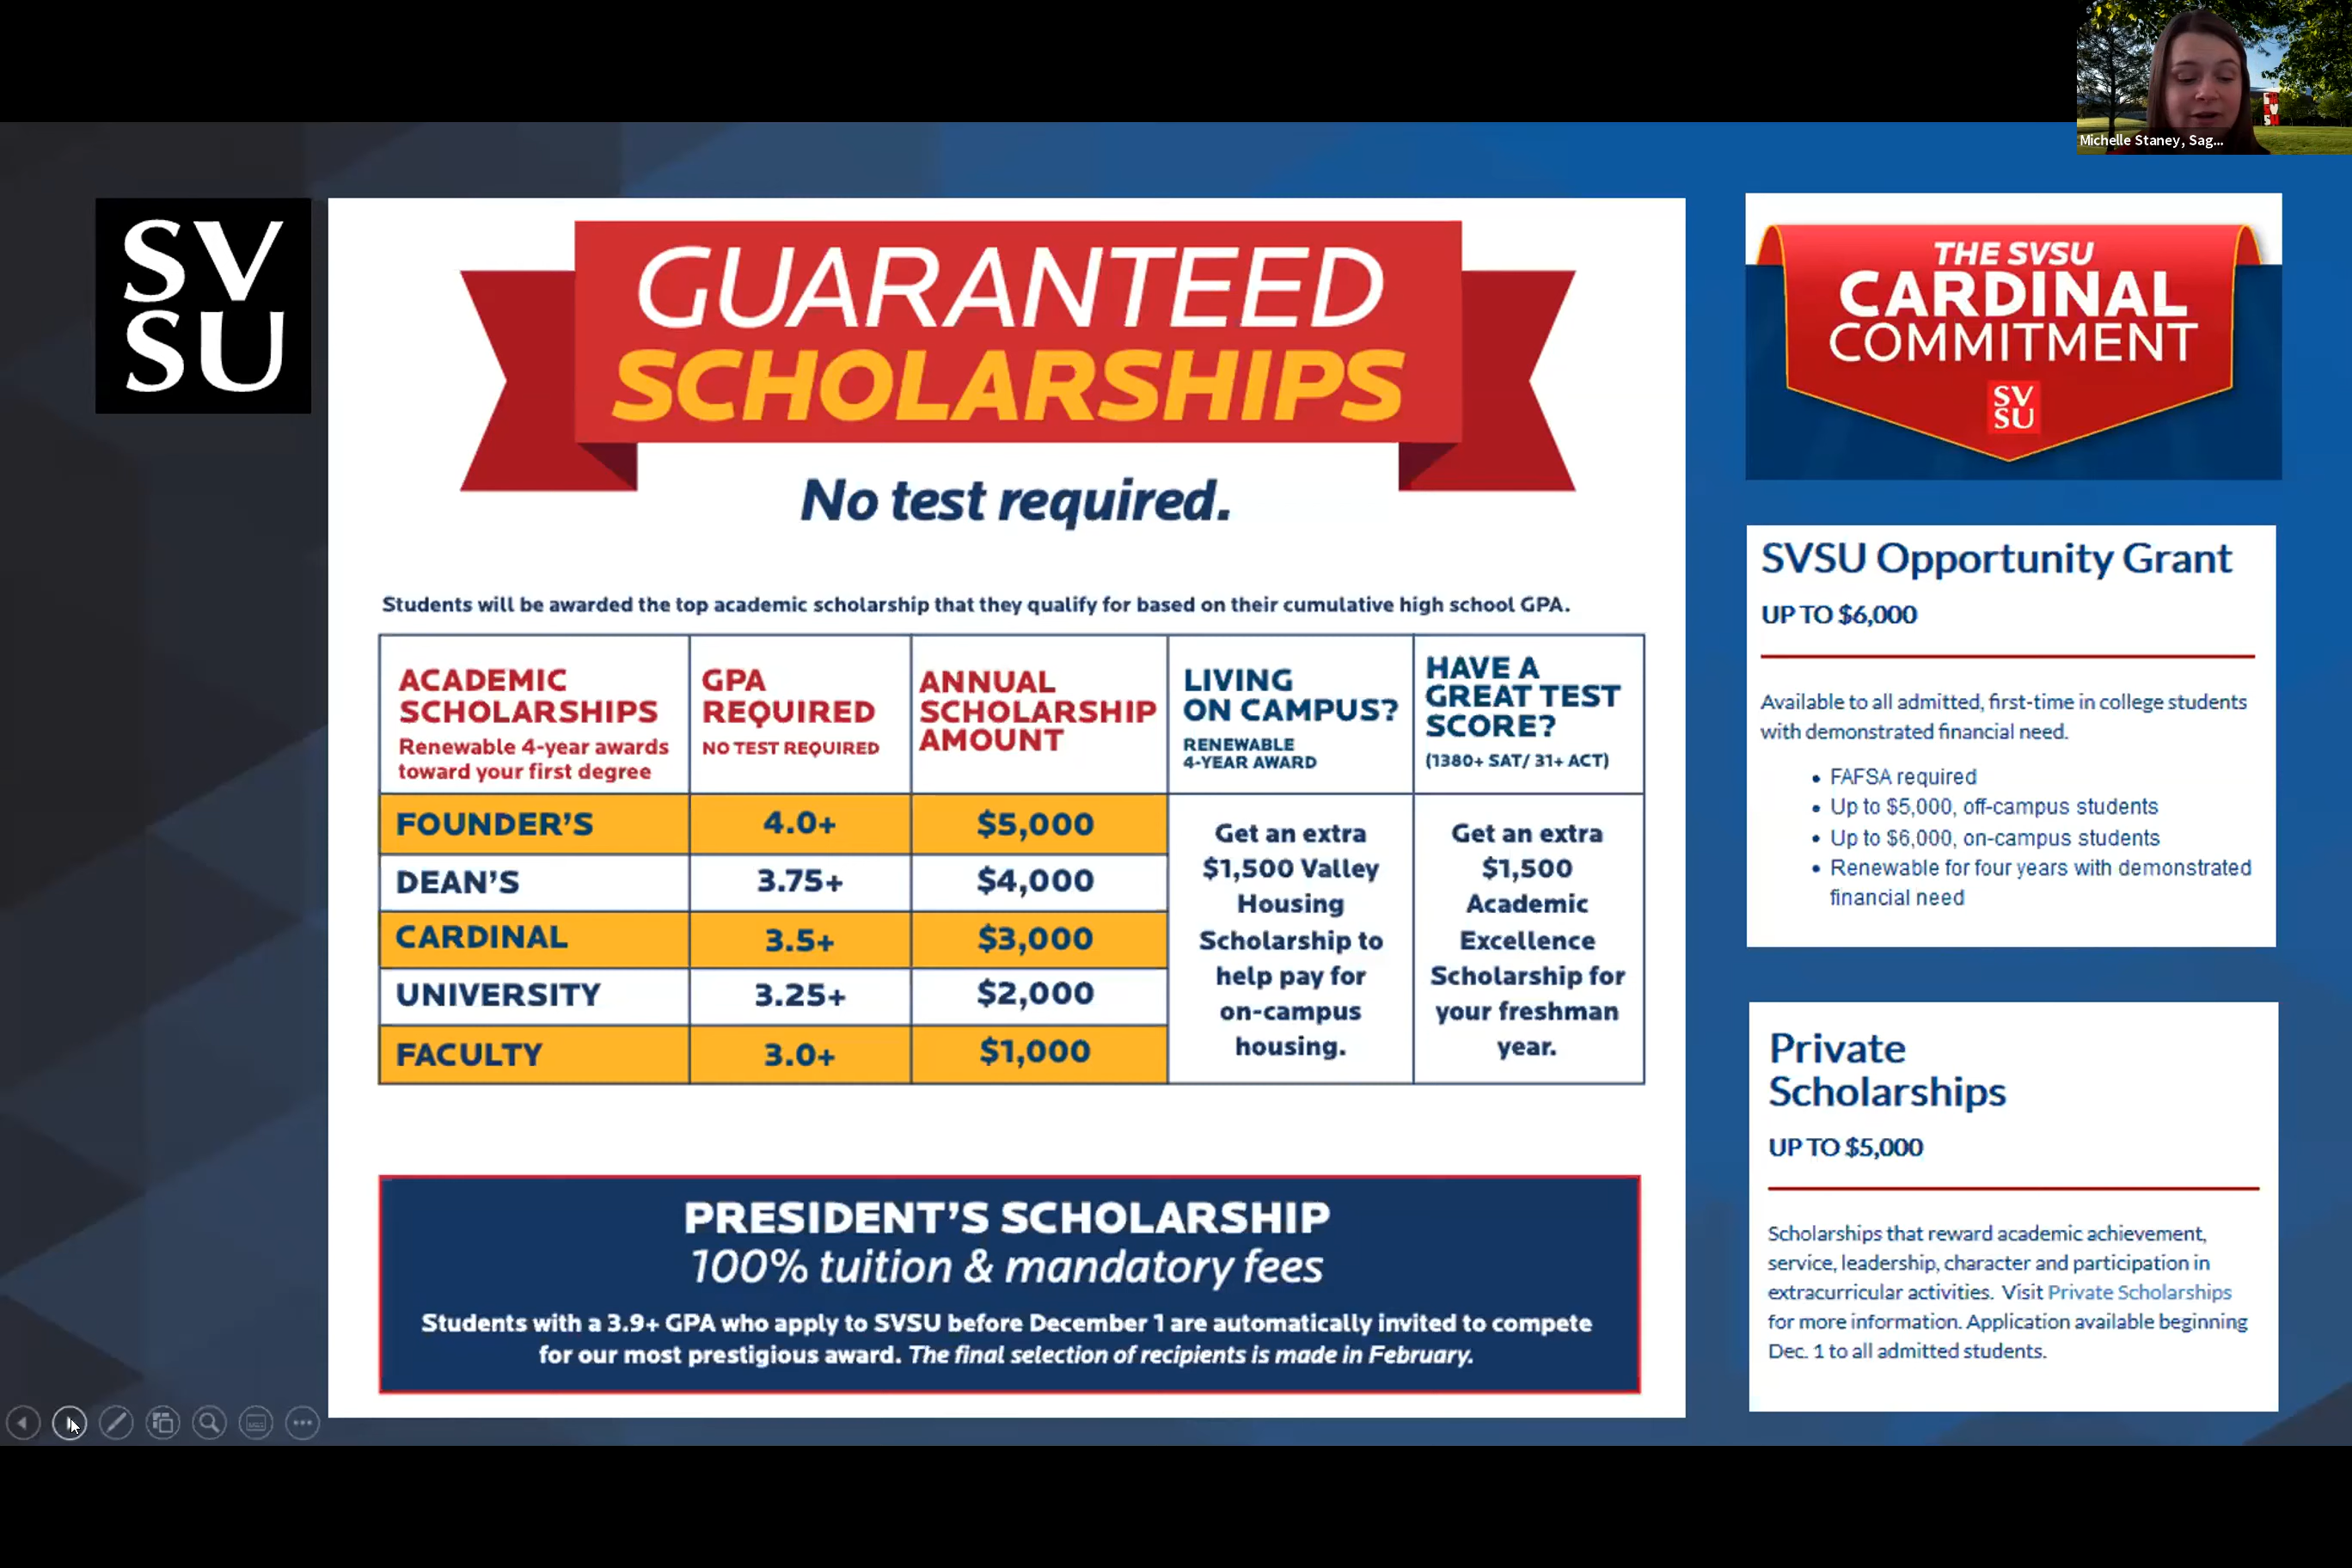 Michelle Staney, Sag...
SV
SU
GUARANTEED
SCHOLARSHIPS
No test required.
Students will be awarded the top academic scholarship that they qualify for based on their cumulative high school GPA.
ACADEMIC
SCHOLARSHIPS
Renewable 4-year awards
toward your first degree
GPA
REQUIRED
NO TEST REQUIRED
ANNUAL
SCHOLARSHIP
AMOUNT
LIVING
ON CAMPUS?
RENEWABLE
4-YEAR AWARD
HAVE A
GREAT TEST
SCORE?
(1380+ SAT/ 31+ ACT)
FOUNDER'S 4.0+ $5,000
DEAN'S 3.75+ $4,000
CARDINAL 3.5+ $3,000
UNIVERSITY 3.25+ $2,000
FACULTY 3.0+ $1,000
Get an extra
$1,500 Valley
Housing
Scholarship to
help pay for
on-campus
housing.
Get an extra
$1,500
Academic
Excellence
Scholarship for
your freshman
year.
PRESIDENT'S SCHOLARSHIP
100% tuition & mandatory fees
Students with a 3.9+ GPA who apply to SVSU before December 1 are automatically invited to compete
for our most prestigious award. The final selection of recipients is made in February.
THE SVSU
CARDINAL
COMMITMENT
SV
SU
SVSU Opportunity Grant
UP TO $6,000
Available to all admitted, first-time in college students
with demonstrated financial need.
• FAFSA required
• Up to $5,000, off-campus students
• Up to $6,000, on-campus students
• Renewable for four years with demonstrated
financial need
Private
Scholarships
UP TO $5,000
Scholarships that reward academic achievement,
service, leadership, character and participation in
extracurricular activities. Visit Private Scholarships
for more information. Application available beginning
Dec. 1 to all admitted students.